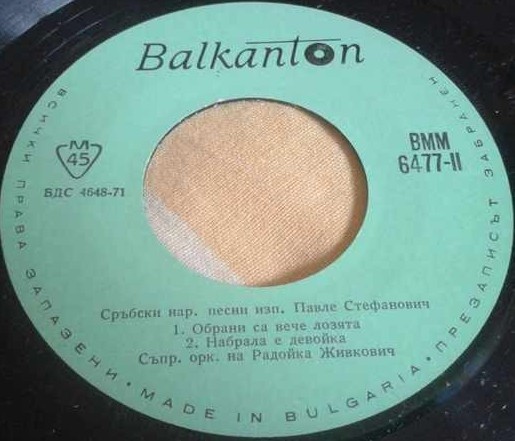 Balkanton
M
45
БДС 4648-71
BMM
6477-II
Сръбски нар. песни изп. Павле Стефанович
1. Обрани са вече лозята
2. Набрала е девойка
Съпр. орк. на Радойка Живкович
ВСИЧКИ ПРАВА ЗАПАЗЕНИ • MADE IN BULGARIA • ПРЕЗАПИСЪТ ЗАБРАНЕН